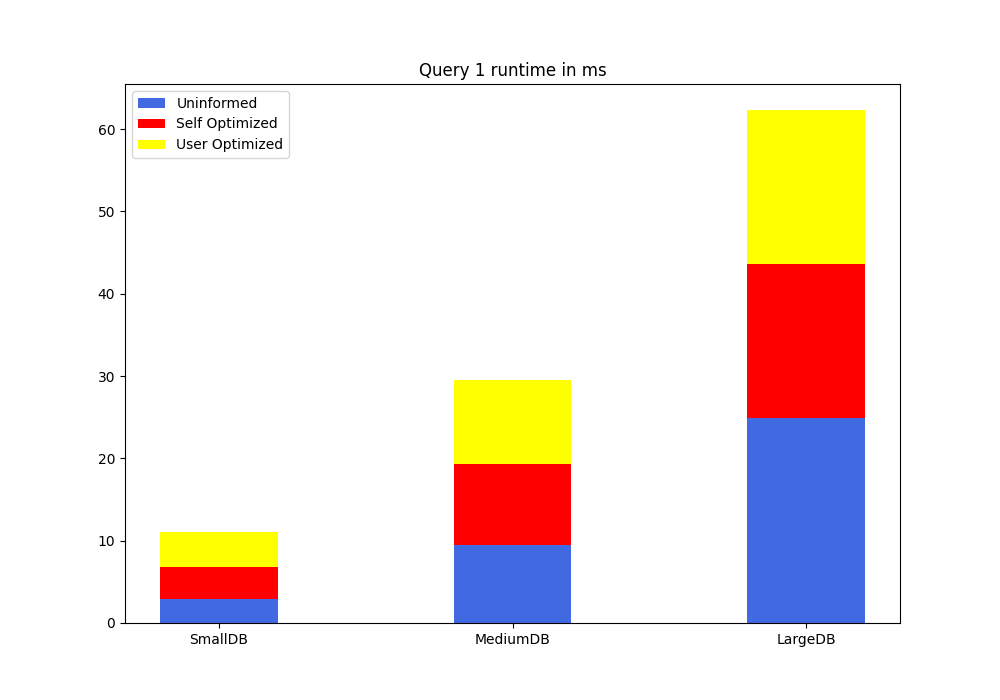 Query 1 runtime in ms
Uninformed
Self Optimized
User Optimized
60
50
40
30
20
10
0
SmallDB
MediumDB
LargeDB